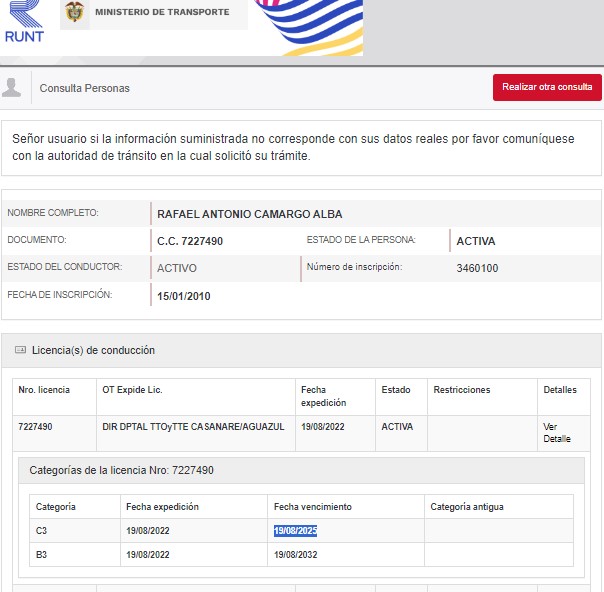 RUNT
MINISTERIO DE TRANSPORTE
Consulta Personas
Realizar otra consulta
Señor usuario si la información suministrada no corresponde con sus datos reales por favor comuníquese
con la autoridad de tránsito en la cual solicitó su trámite.
NOMBRE COMPLETO: RAFAEL ANTONIO CAMARGO ALBA
DOCUMENTO: C.C. 7227490 ESTADO DE LA PERSONA: ACTIVA
ESTADO DEL CONDUCTOR: ACTIVO Número de inscripción: 3460100
FECHA DE INSCRIPCIÓN: 15/01/2010
Licencia(s) de conducción
Nro. licencia OT Expide Lic. Fecha expedición Estado Restricciones Detalles
7227490 DIR DPTAL TTOyTTE CASANARE/AGUAZUL 19/08/2022 ACTIVA Ver Detalle
Categorías de la licencia Nro: 7227490
Categoría Fecha expedición Fecha vencimiento Categoría antigua
C3 19/08/2022 19/08/2025
B3 19/08/2022 19/08/2032